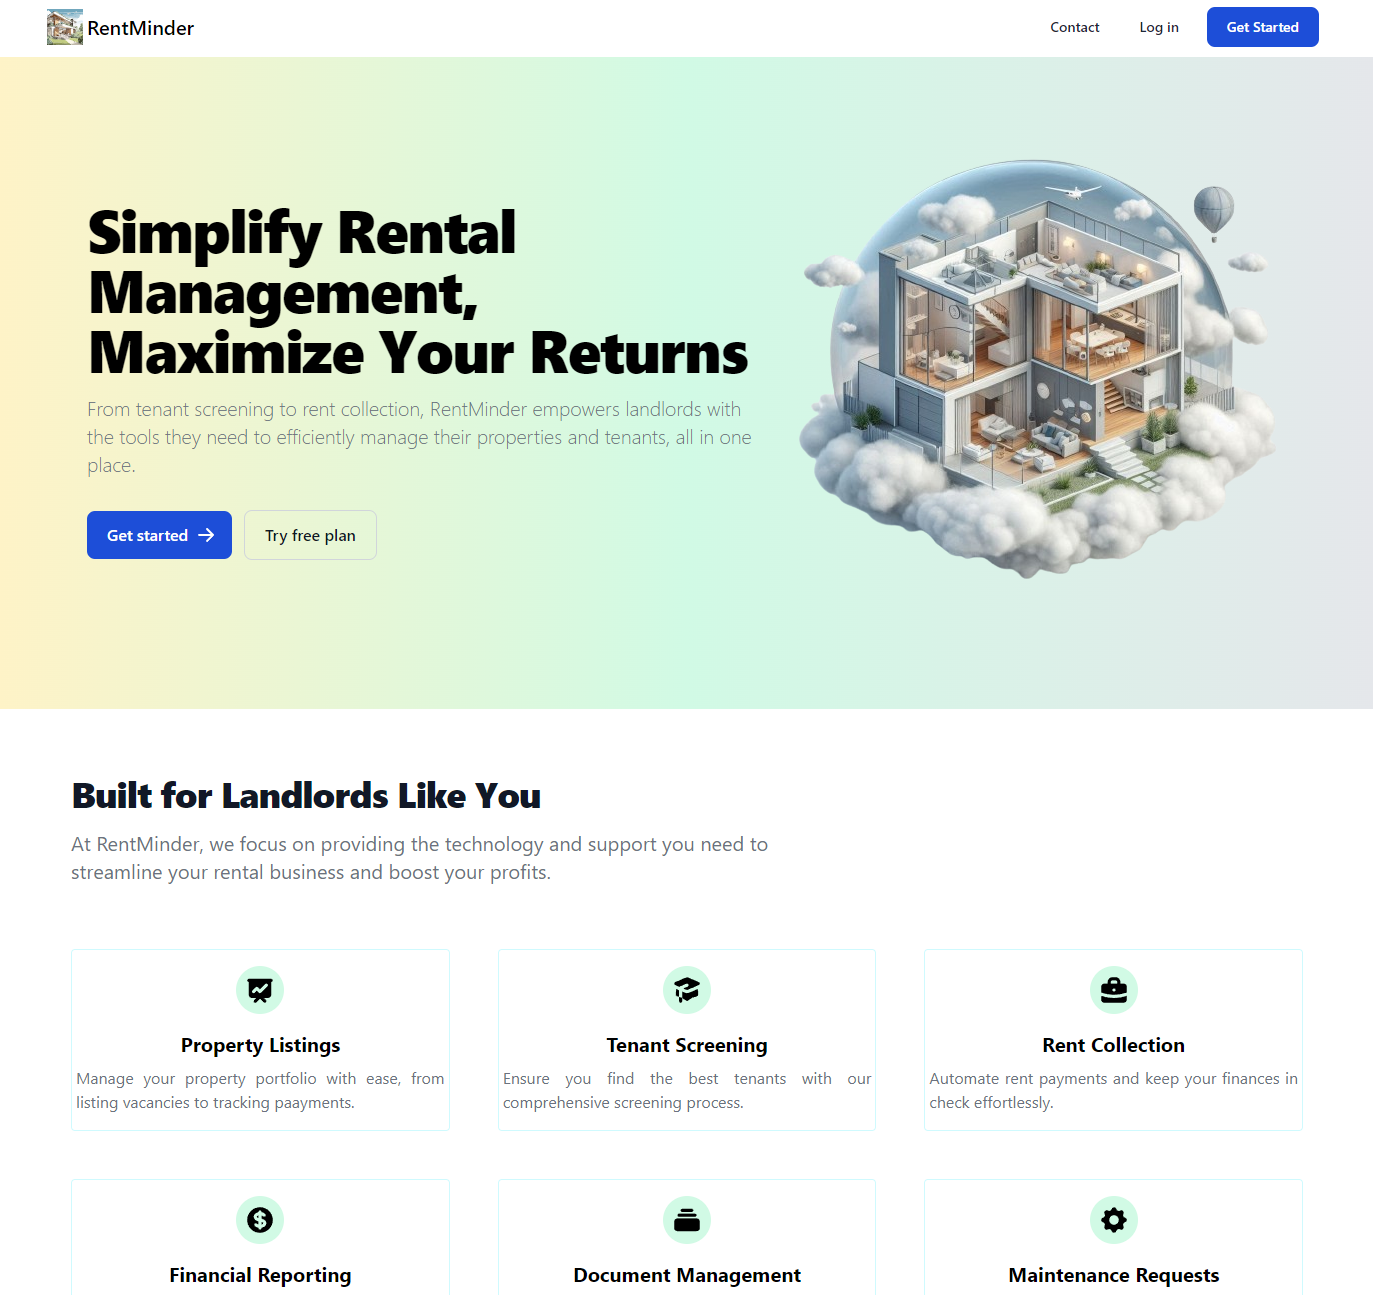 RentMinder
Contact
Log in
Get Started
Simplify Rental
Management,
Maximize Your Returns
From tenant screening to rent collection, RentMinder empowers landlords with
the tools they need to efficiently manage their properties and tenants, all in one
place.
Get started
Try free plan
Built for Landlords Like You
At RentMinder, we focus on providing the technology and support you need to
streamline your rental business and boost your profits.
Property Listings
Manage your property portfolio with ease, from
listing vacancies to tracking paayments.
Tenant Screening
Ensure you find the best tenants with our
comprehensive screening process.
Rent Collection
Automate rent payments and keep your finances in
check effortlessly.
Financial Reporting
Document Management
Maintenance Requests